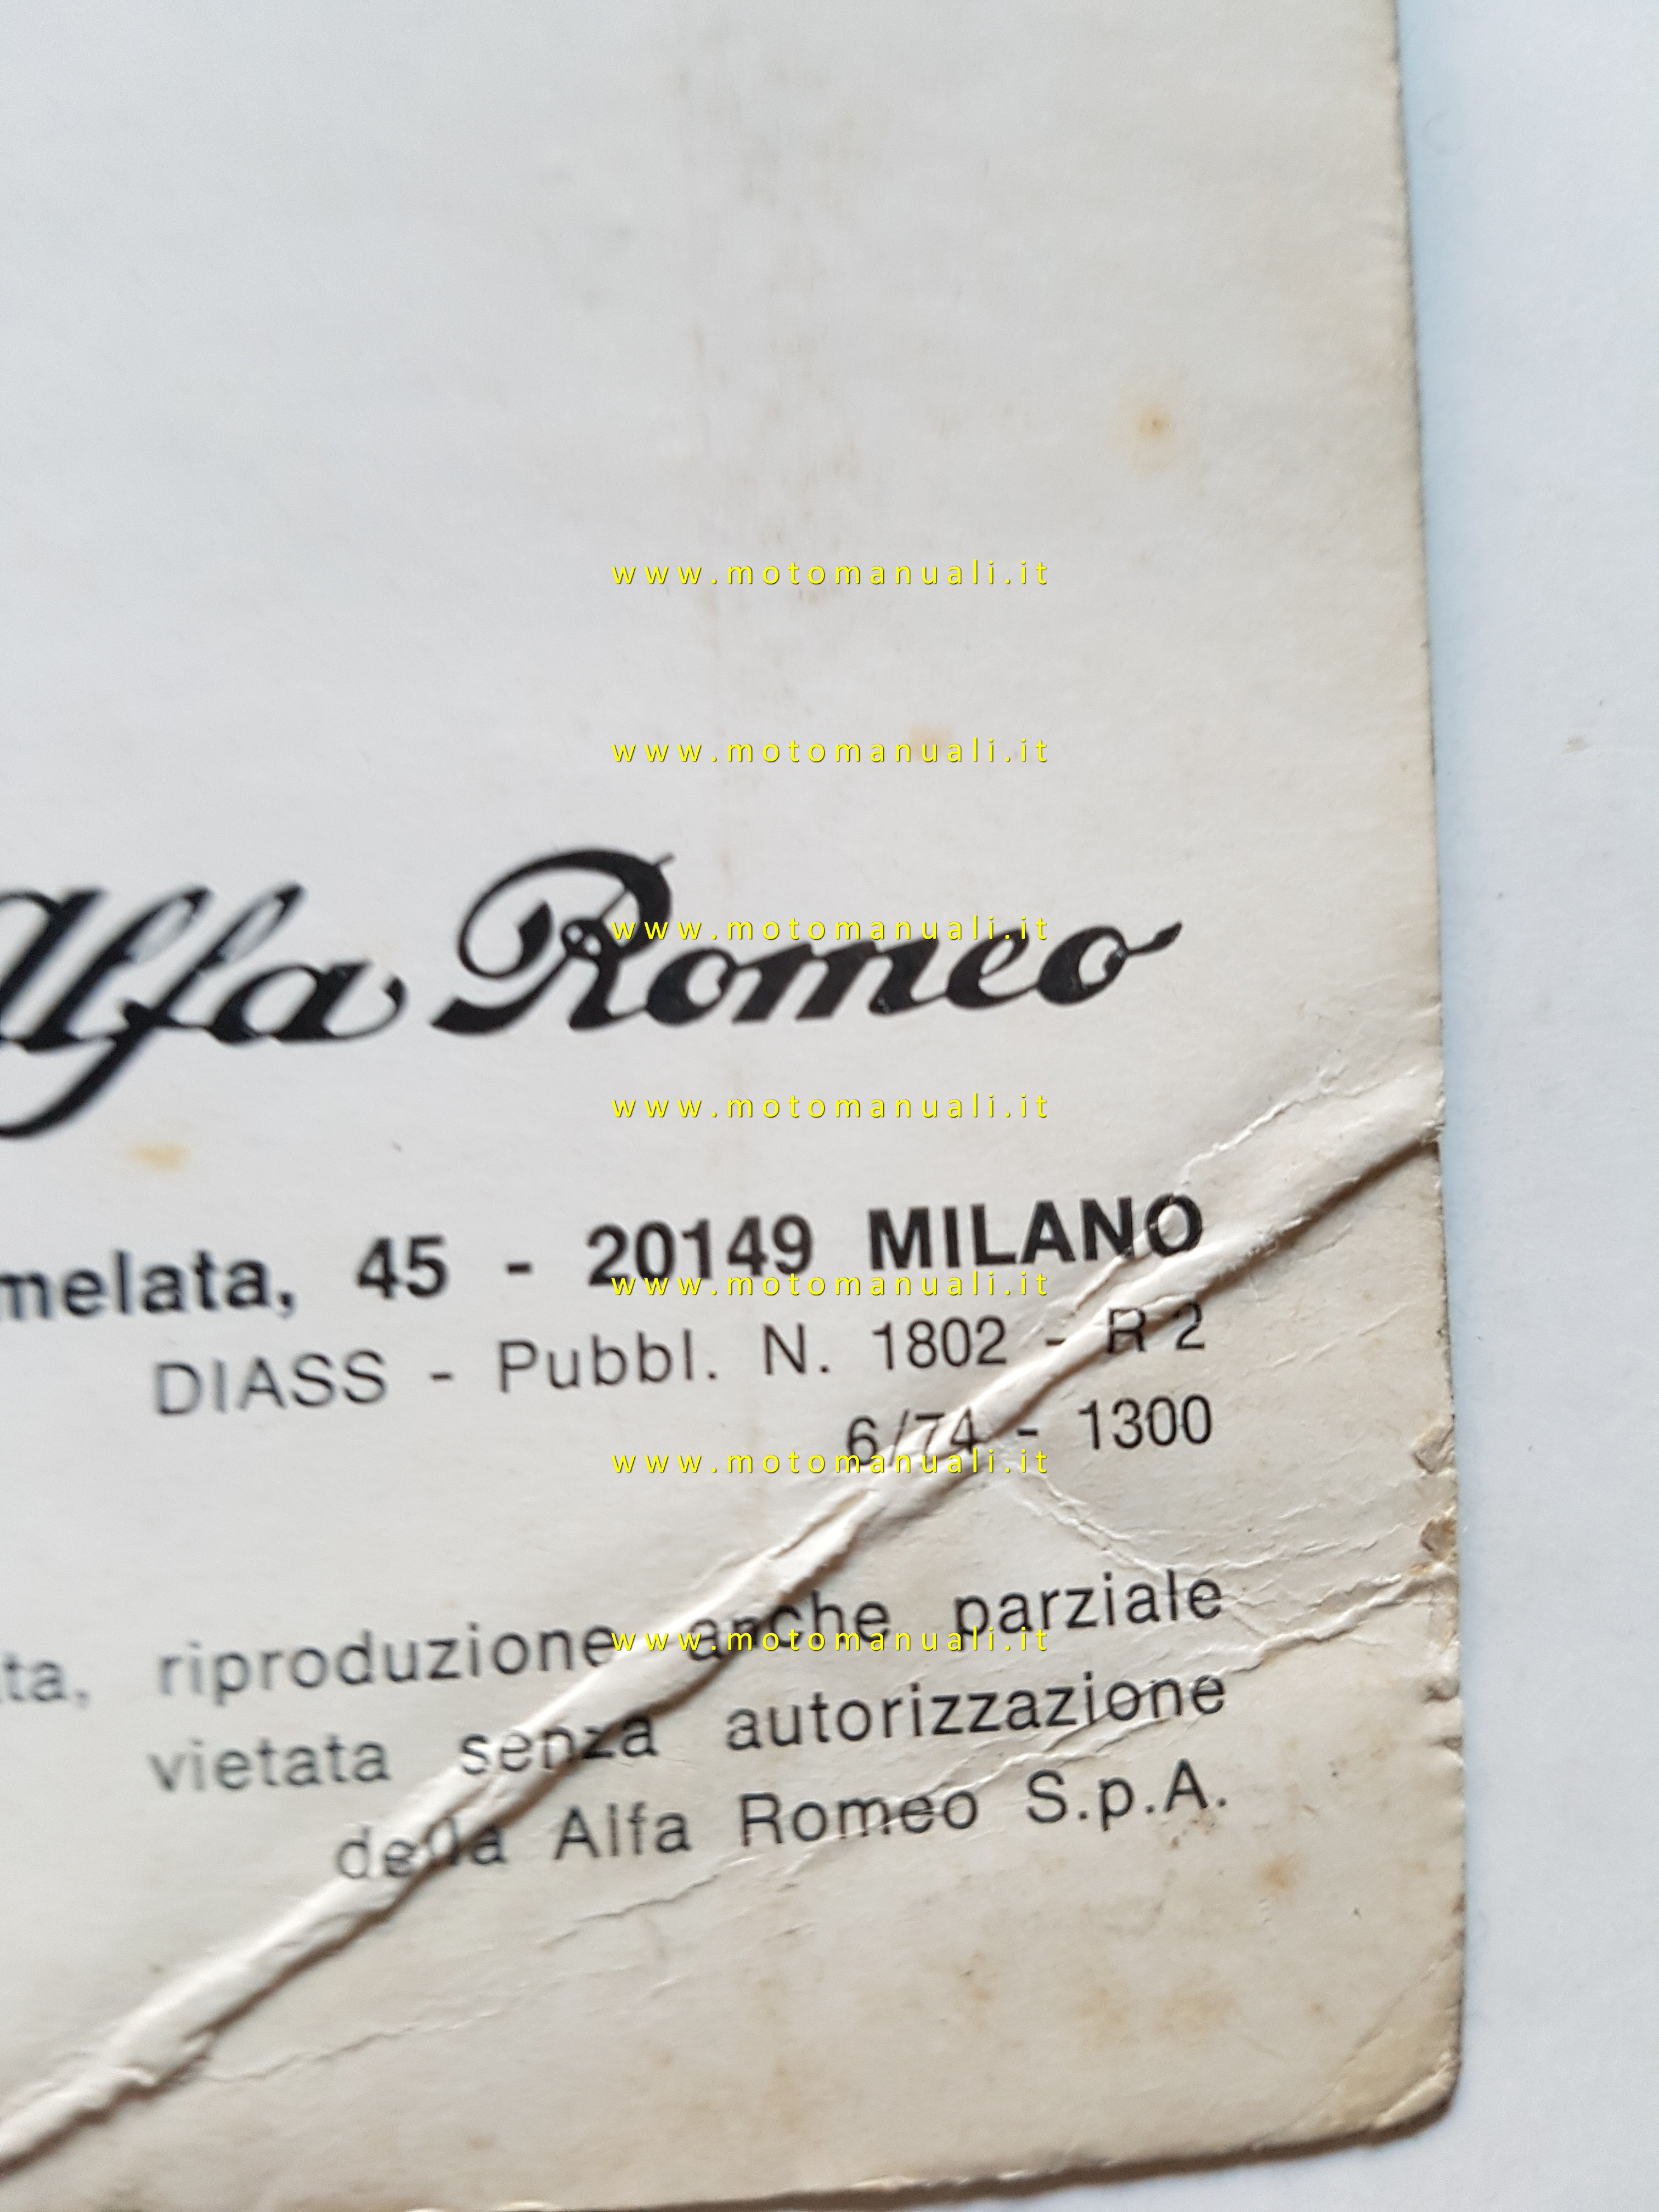 www.motomanuali.it
www.motomanuali.it
Alfa Romeo
www.motomanuali.it
www.motomanuali.it
melata, 45 - 20149 MILANO
www.motomanuali.it
DIASS - Pubbl. N. 1802 - R 2
6/74 - 1300
www.motomanuali.it
ta, riproduzione anche parziale
www.motomanuali.it
vietata senza autorizzazione
della Alfa Romeo S.p.A.